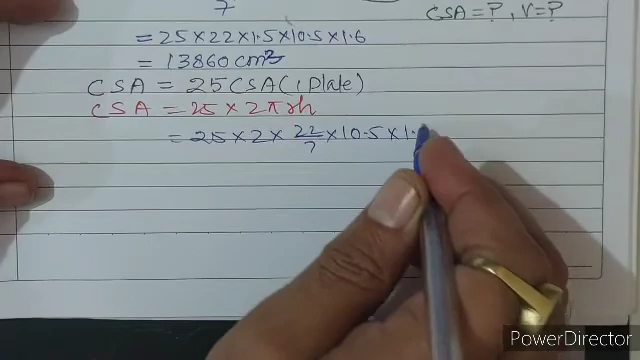 7
CSA = ? , V = ?
= 25 × 22 × 1.5 × 10.5 × 1.6
= 13860 cm³
CSA = 25 CSA (1 Plate)
CSA = 25 × 2πrh
= 25 × 2 × 22/7 × 10.5 × 1.
PowerDirector